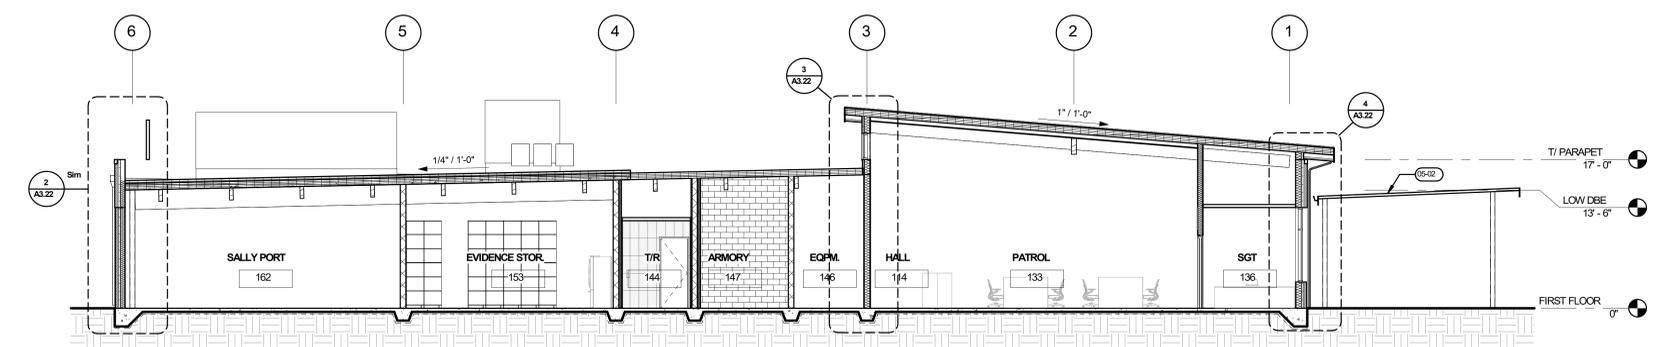 6
5
4
3
2
1
3
A3.22
4
A3.22
1" / 1'-0"
1/4" / 1'-0"
Sim
2
A3.22
T/ PARAPET
17' - 0"
05-02
LOW DBE
13' - 6"
SALLY PORT
162
EVIDENCE STOR.
153
T/R
144
ARMORY
147
EQPM.
146
HALL
114
PATROL
133
SGT
136
FIRST FLOOR
0"